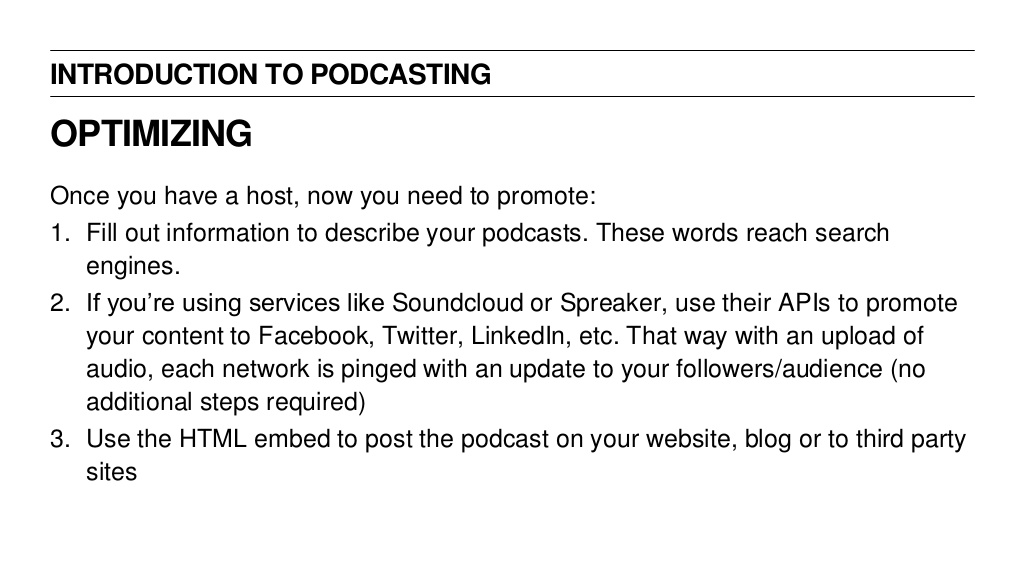 INTRODUCTION TO PODCASTING
OPTIMIZING
Once you have a host, now you need to promote:
1. Fill out information to describe your podcasts. These words reach search
engines.
2. If you’re using services like Soundcloud or Spreaker, use their APIs to promote
your content to Facebook, Twitter, LinkedIn, etc. That way with an upload of
audio, each network is pinged with an update to your followers/audience (no
additional steps required)
3. Use the HTML embed to post the podcast on your website, blog or to third party
sites